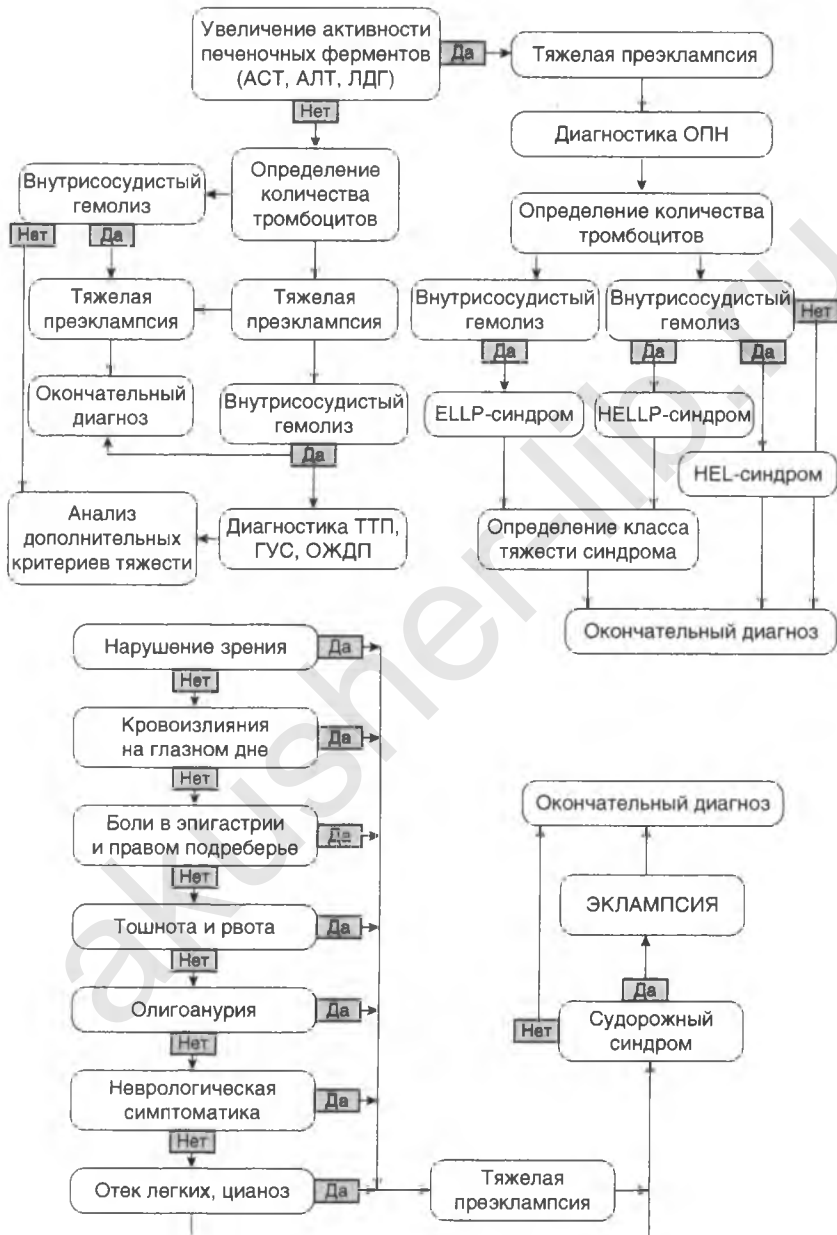 Увеличение активности
печеночных ферментов
(АСТ, АЛТ, ЛДГ)
Да
Тяжелая преэклампсия
Нет
Диагностика ОПН
Внутрисосудистый
гемолиз
Определение
количества
тромбоцитов
Определение количества
тромбоцитов
Нет
Да
Тяжелая
преэклампсия
Тяжелая
преэклампсия
Внутрисосудистый
гемолиз
Внутрисосудистый
гемолиз
Нет
Да
Да
Да
Окончательный
диагноз
Внутрисосудистый
гемолиз
Да
ELLP-синдром
HELLP-синдром
HEL-синдром
Анализ
дополнительных
критериев тяжести
Диагностика ТТП,
ГУС, ОЖДП
Определение класса
тяжести синдрома
Окончательный диагноз
Нарушение зрения
Да
Нет
Кровоизлияния
на глазном дне
Да
Нет
Боли в эпигастрии
и правом подреберье
Да
Нет
Тошнота и рвота
Да
Нет
Олигоанурия
Да
Нет
Неврологическая
симптоматика
Да
Нет
Отек легких, цианоз
Да
Тяжелая
преэклампсия
Окончательный диагноз
ЭКЛАМПСИЯ
Да
Нет
Судорожный
синдром
akusher-lib.ru